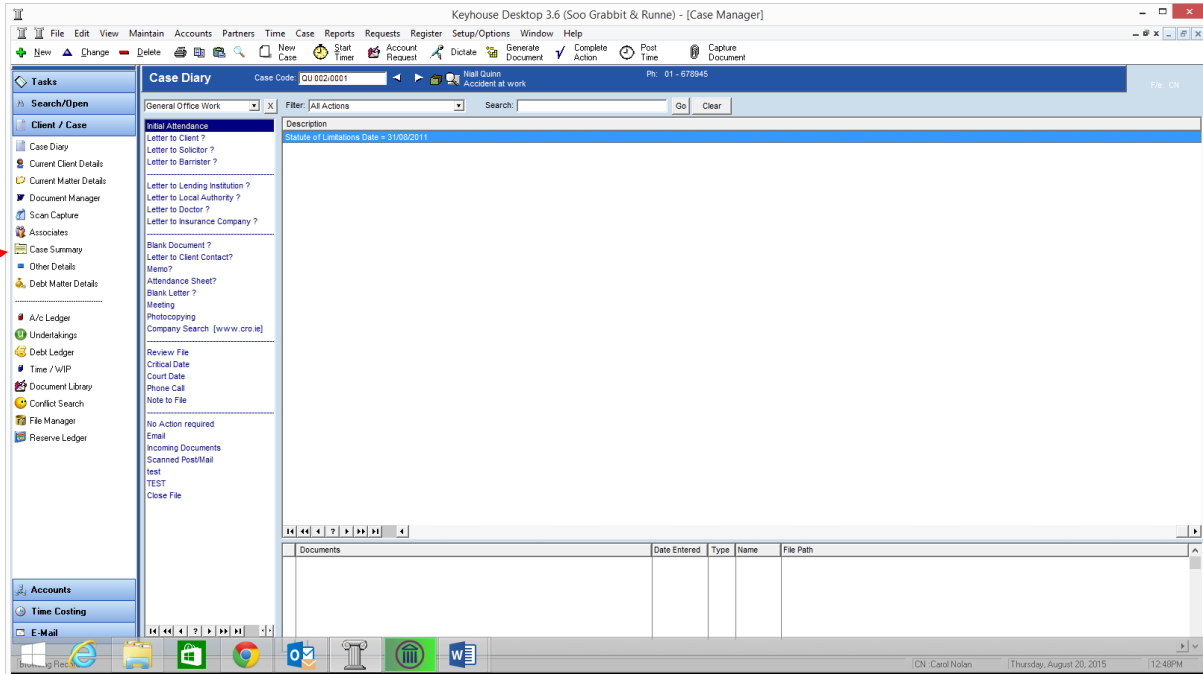 Keyhouse Desktop 3.6 (Soo Grabbit & Runne) - [Case Manager]
File Edit View Maintain Accounts Partners Time Case Reports Requests Register Setup/Options Window Help
New Change Delete New Case Start Timer Account Request Dictate Generate Document Complete Action Post Time Capture Document
Tasks
Search/Open
Client / Case
Case Diary
Current Client Details
Current Matter Details
Document Manager
Scan Capture
Associates
Case Summary
Other Details
Debt Matter Details
A/c Ledger
Undertakings
Debt Ledger
Time / WIP
Document Library
Conflict Search
File Manager
Reserve Ledger
Accounts
Time Costing
E-Mail
Case Diary Case Code: QU 002/0001 Niall Quinn Ph: 01 - 678945
Accident at work
File: CN
General Office Work X Filter: All Actions Search: Go Clear
Initial Attendance
Letter to Client ?
Letter to Solicitor ?
Letter to Barrister ?
Letter to Lending Institution ?
Letter to Local Authority ?
Letter to Doctor ?
Letter to Insurance Company ?
Blank Document ?
Letter to Client Contact?
Memo?
Attendance Sheet?
Blank Letter ?
Meeting
Photocopying
Company Search [www.cro.ie]
Review File
Critical Date
Court Date
Phone Call
Note to File
No Action required
Email
Incoming Documents
Scanned Post/Mail
test
TEST
Close File
Description
Statute of Limitations Date = 31/08/2011
Documents Date Entered Type Name File Path
CN :Carol Nolan Thursday, August 20, 2015 12:48PM